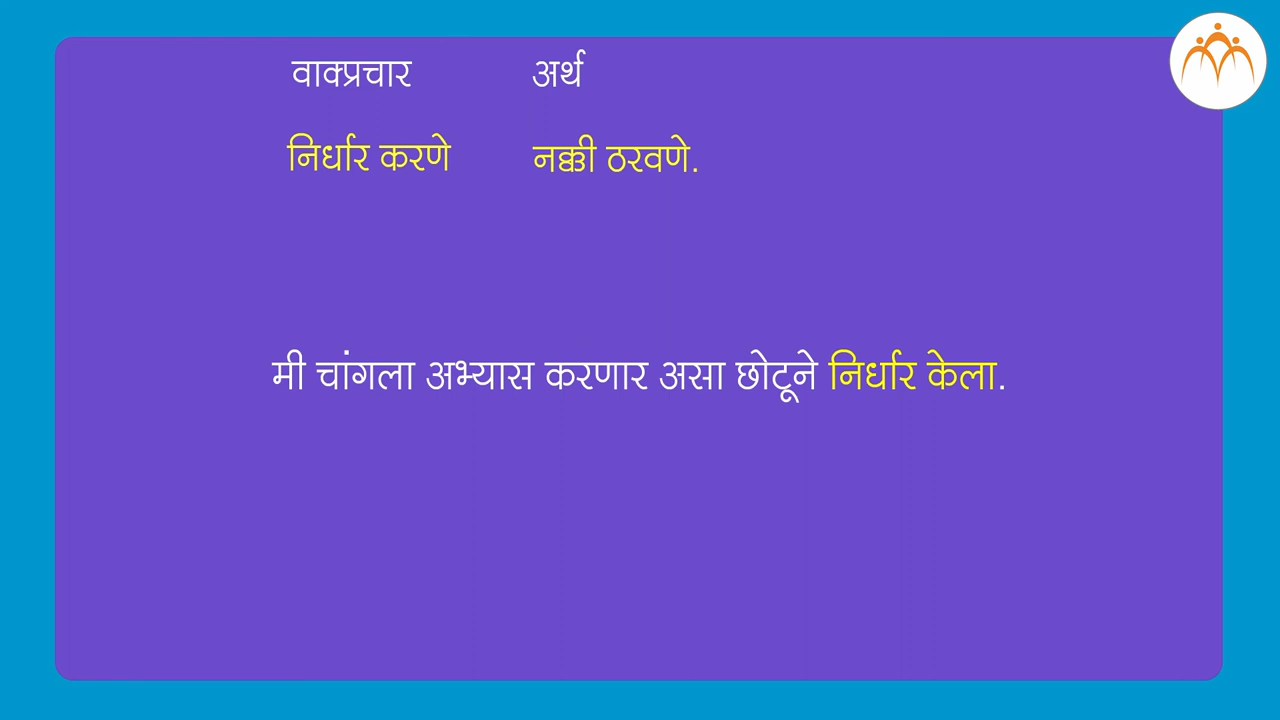 वाक्प्रचार अर्थ
निर्धार करणे नक्की ठरवणे.
मी चांगला अभ्यास करणार असा छोटूने निर्धार केला.